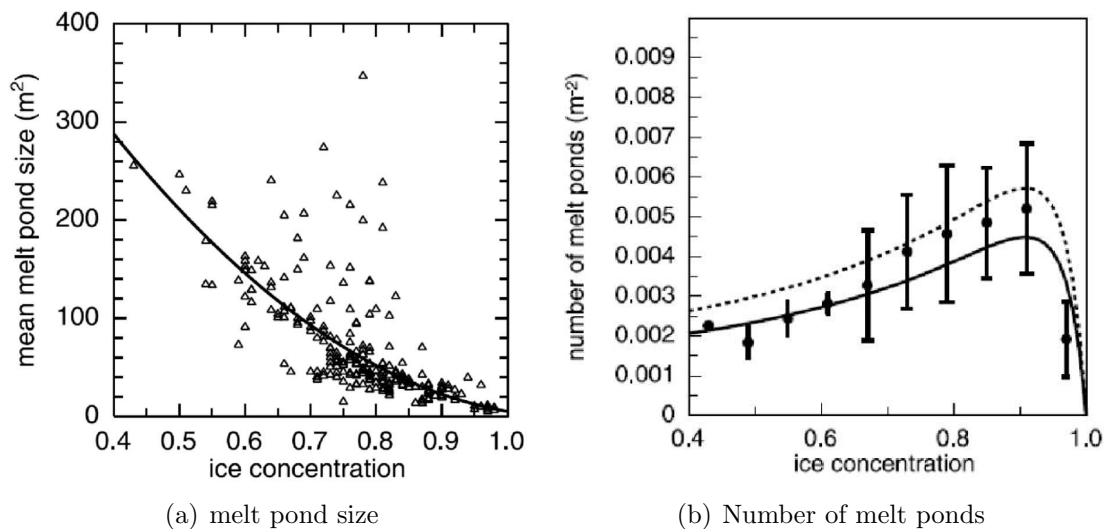 400
300
200
100
0
mean melt pond size (m²)
0.4 0.5 0.6 0.7 0.8 0.9 1.0
ice concentration
(a) melt pond size
0.009
0.008
0.007
0.006
0.005
0.004
0.003
0.002
0.001
0
number of melt ponds (m⁻²)
0.4 0.6 0.8 1.0
ice concentration
(b) Number of melt ponds